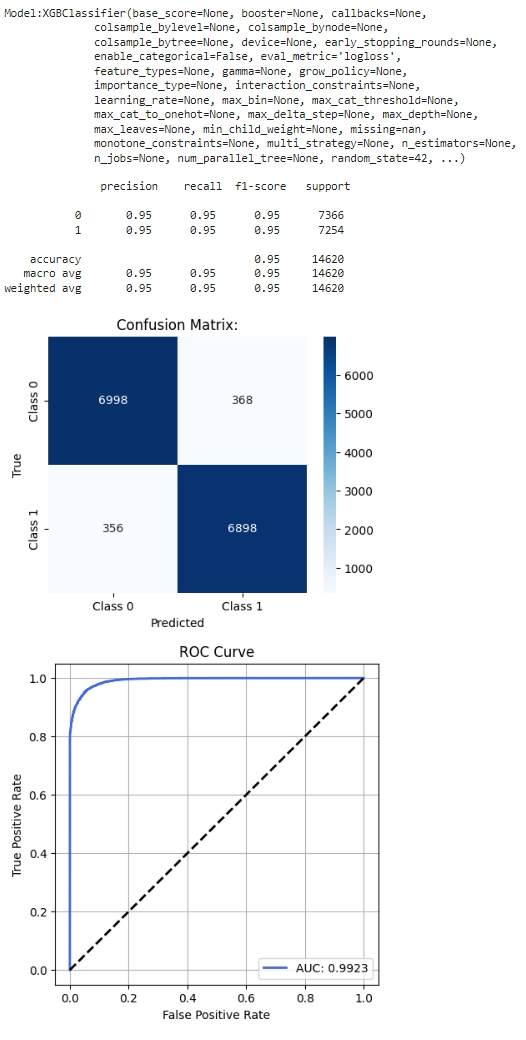 Model:XGBClassifier(base_score=None, booster=None, callbacks=None,
colsample_bylevel=None, colsample_bynode=None,
colsample_bytree=None, device=None, early_stopping_rounds=None,
enable_categorical=False, eval_metric='logloss',
feature_types=None, gamma=None, grow_policy=None,
importance_type=None, interaction_constraints=None,
learning_rate=None, max_bin=None, max_cat_threshold=None,
max_cat_to_onehot=None, max_delta_step=None, max_depth=None,
max_leaves=None, min_child_weight=None, missing=nan,
monotone_constraints=None, multi_strategy=None, n_estimators=None,
n_jobs=None, num_parallel_tree=None, random_state=42, ...)
precision recall f1-score support
0 0.95 0.95 0.95 7366
1 0.95 0.95 0.95 7254
accuracy 0.95 14620
macro avg 0.95 0.95 0.95 14620
weighted avg 0.95 0.95 0.95 14620
Confusion Matrix:
True
Class 0
6998 368
Class 1
356 6898
Class 0 Class 1
Predicted
6000
5000
4000
3000
2000
1000
ROC Curve
True Positive Rate
1.0
0.8
0.6
0.4
0.2
0.0
AUC: 0.9923
0.0 0.2 0.4 0.6 0.8 1.0
False Positive Rate